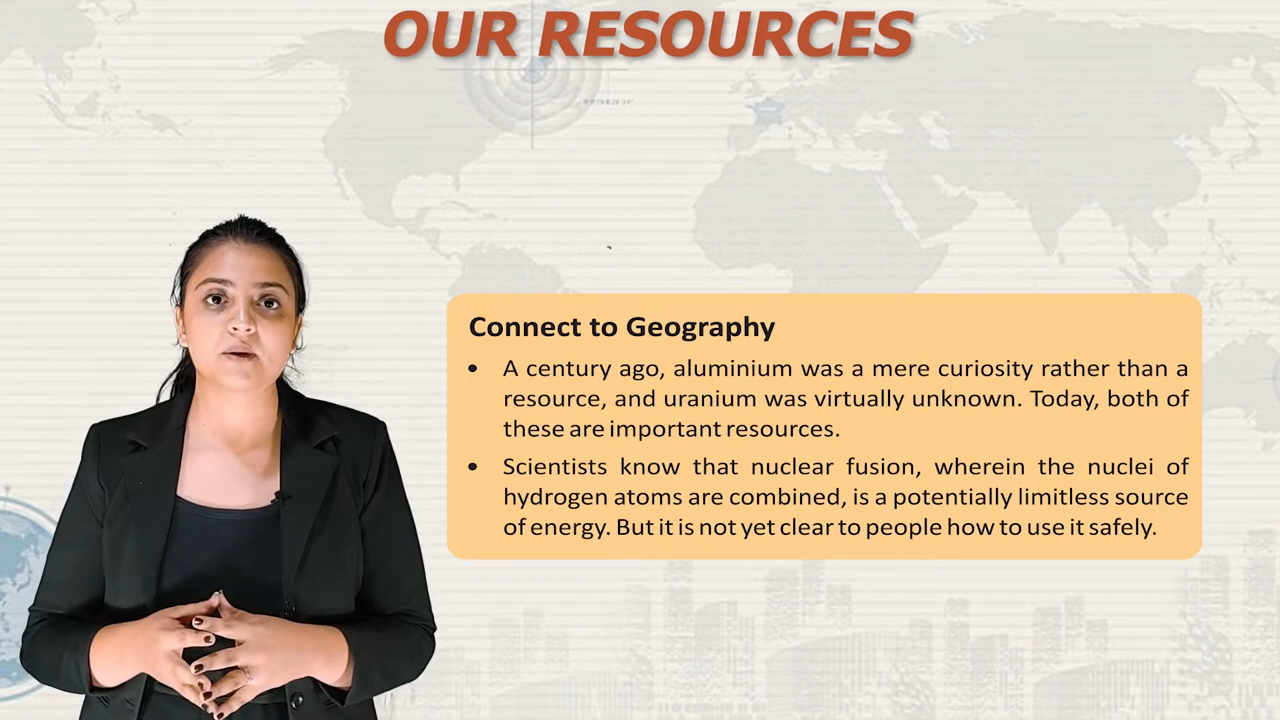 OUR RESOURCES
Connect to Geography
• A century ago, aluminium was a mere curiosity rather than a
resource, and uranium was virtually unknown. Today, both of
these are important resources.
• Scientists know that nuclear fusion, wherein the nuclei of
hydrogen atoms are combined, is a potentially limitless source
of energy. But it is not yet clear to people how to use it safely.